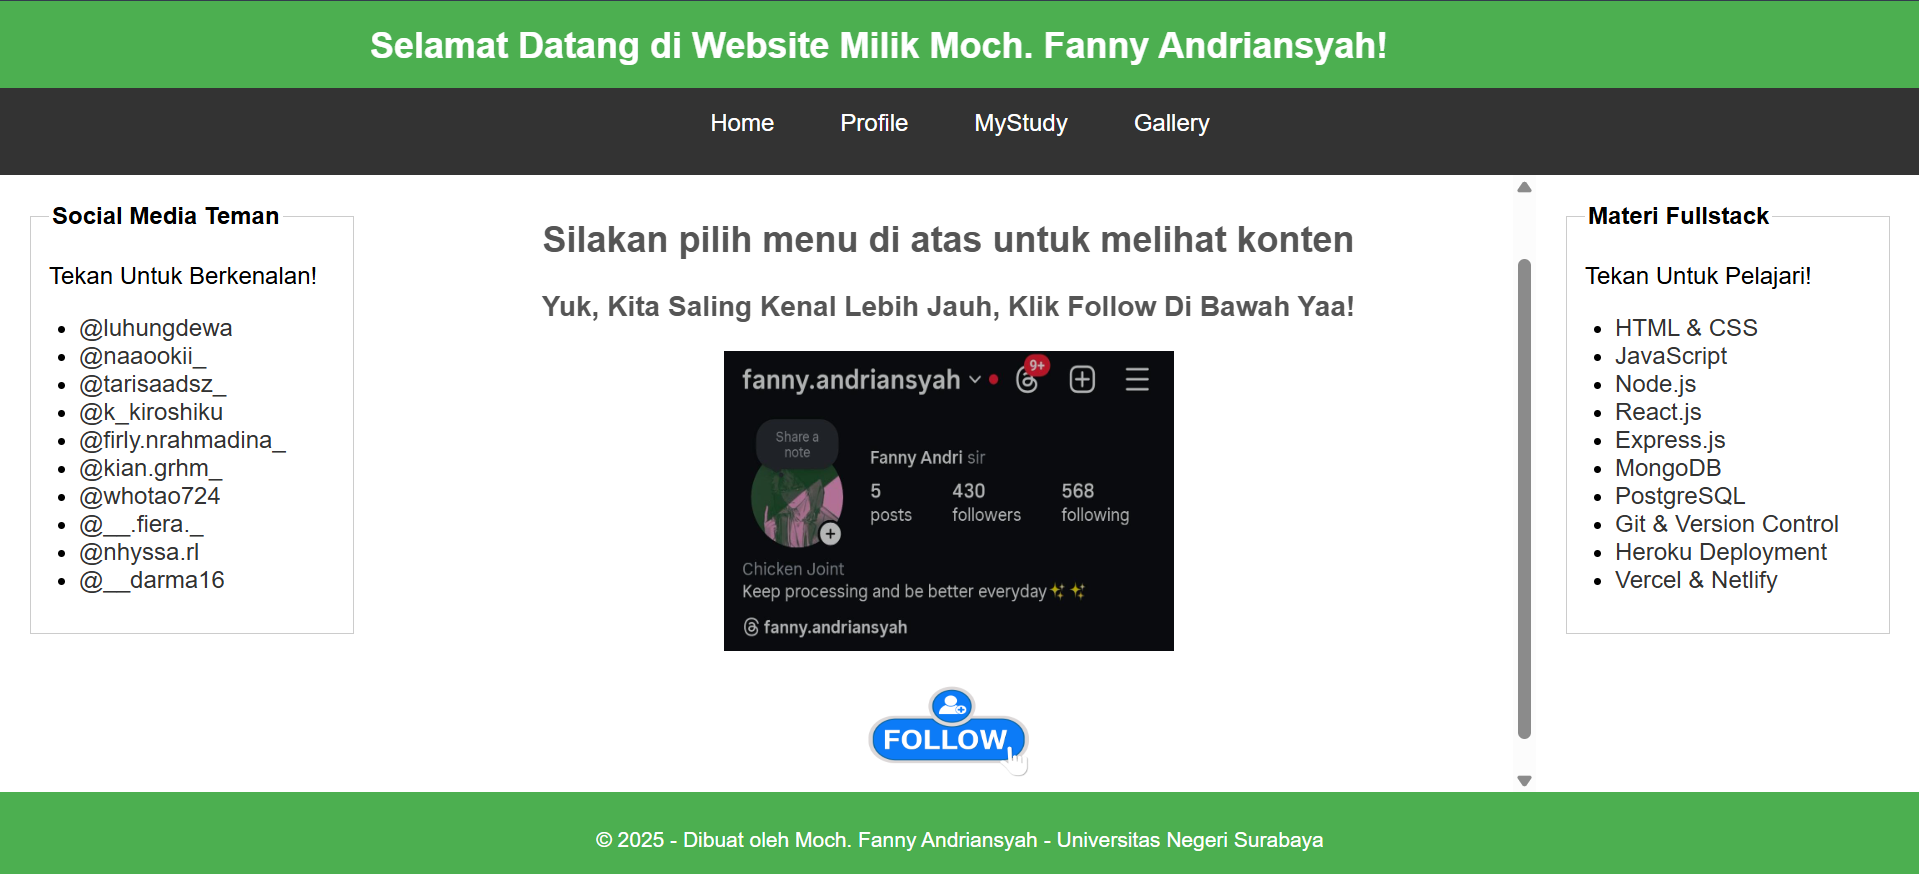 Selamat Datang di Website Milik Moch. Fanny Andriansyah!
Home Profile MyStudy Gallery
Social Media Teman
Tekan Untuk Berkenalan!
@luhungdewa
@naaookii_
@tarisaadsz_
@k_kiroshiku
@firly.nrahmadina_
@kian.grhm_
@whotao724
@__.fiera._
@nhyssa.rl
@__darma16
Silakan pilih menu di atas untuk melihat konten
Yuk, Kita Saling Kenal Lebih Jauh, Klik Follow Di Bawah Yaa!
fanny.andriansyah 9+
Share a
note
Fanny Andri sir
5 430 568
posts followers following
Chicken Joint
Keep processing and be better everyday✨✨
fanny.andriansyah
FOLLOW
Materi Fullstack
Tekan Untuk Pelajari!
HTML & CSS
JavaScript
Node.js
React.js
Express.js
MongoDB
PostgreSQL
Git & Version Control
Heroku Deployment
Vercel & Netlify
© 2025 - Dibuat oleh Moch. Fanny Andriansyah - Universitas Negeri Surabaya